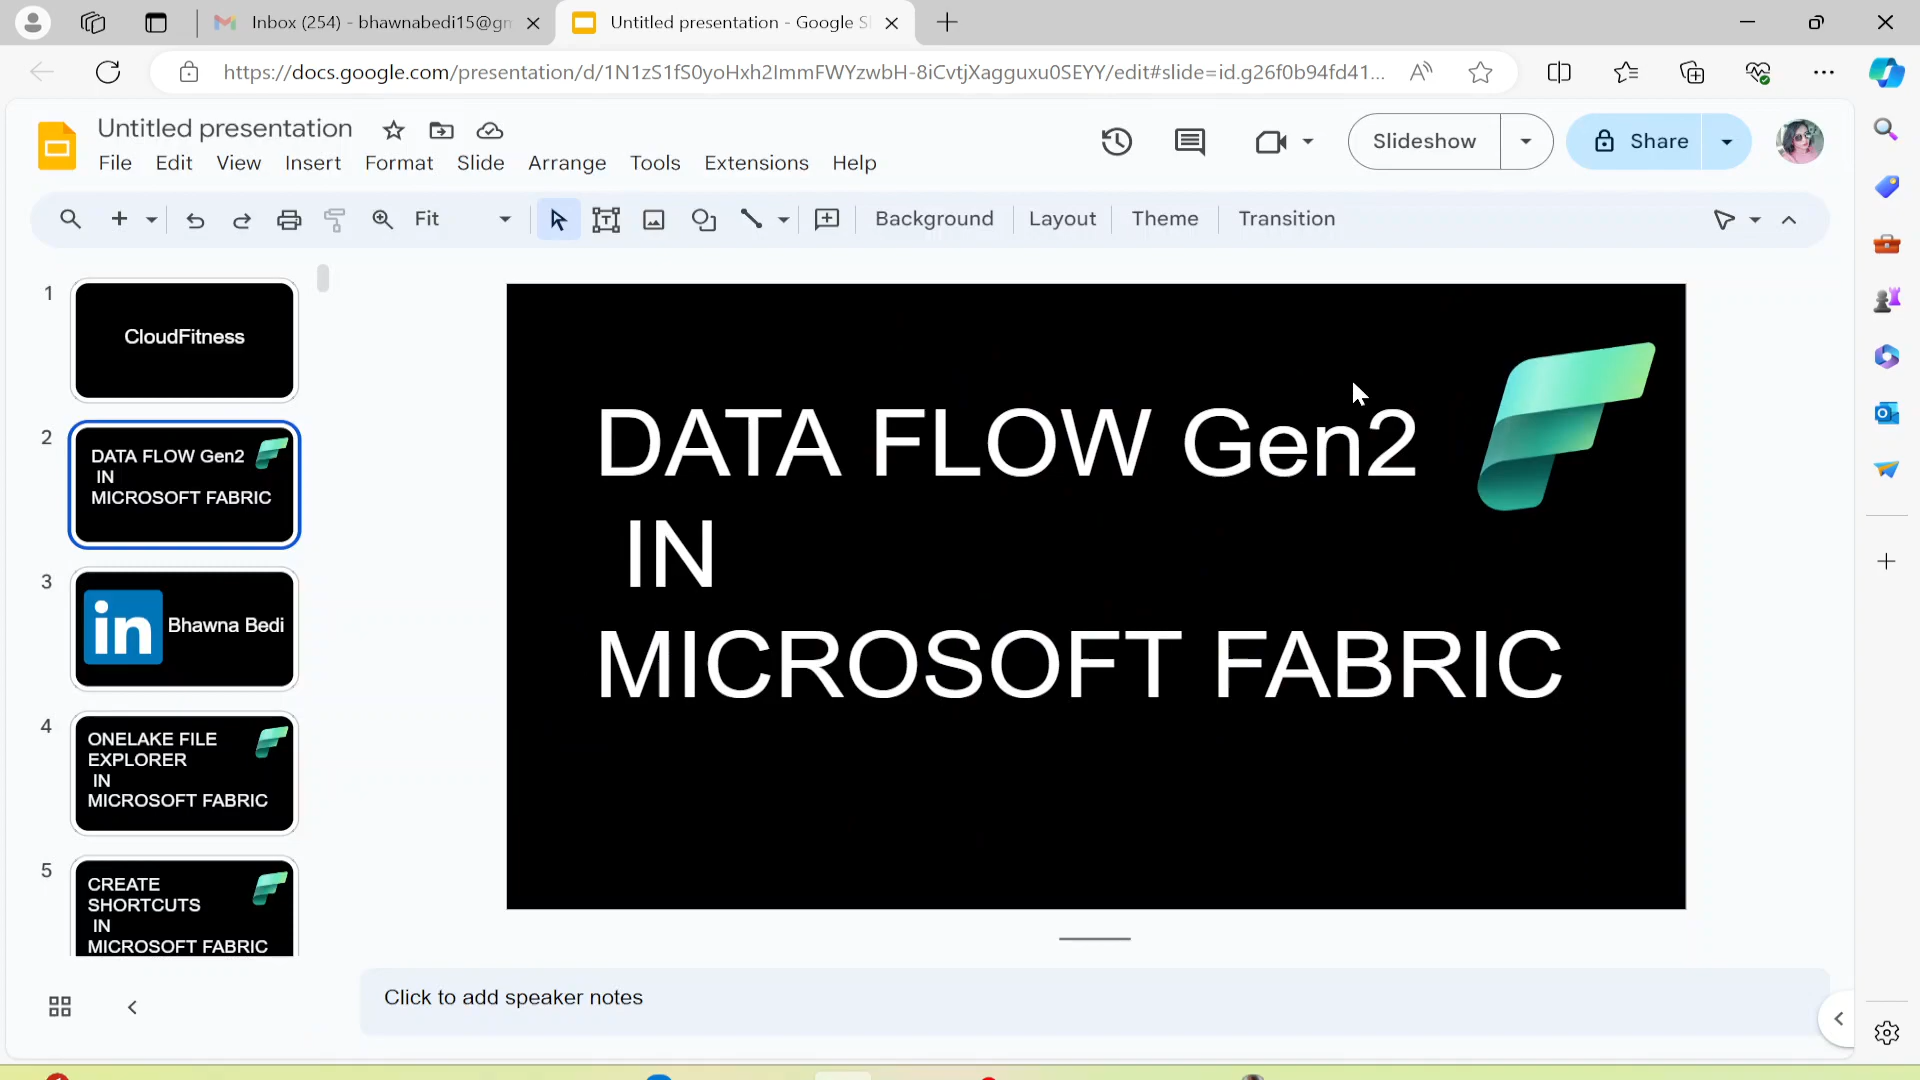 Inbox (254) - bhawnabedi15@gm
Untitled presentation - Google Sl
https://docs.google.com/presentation/d/1N1zS1fS0yoHxh2ImmFWYzwbH-8iCvtjXagguxu0SEYY/edit#slide=id.g26f0b94fd41...
Untitled presentation
File Edit View Insert Format Slide Arrange Tools Extensions Help
Slideshow
Share
Fit
Background Layout Theme Transition
1
CloudFitness
2
DATA FLOW Gen2
IN
MICROSOFT FABRIC
3
in Bhawna Bedi
4
ONELAKE FILE
EXPLORER
IN
MICROSOFT FABRIC
5
CREATE
SHORTCUTS
IN
MICROSOFT FABRIC
DATA FLOW Gen2
IN
MICROSOFT FABRIC
Click to add speaker notes